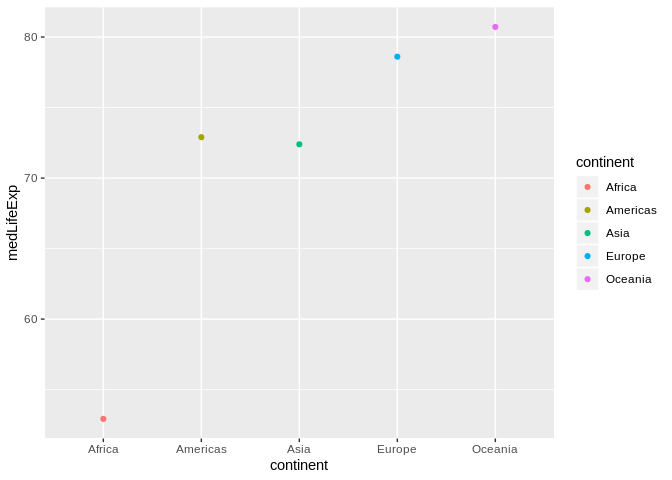 80
70
60
medLifeExp
Africa
Americas
Asia
Europe
Oceania
continent
continent
Africa
Americas
Asia
Europe
Oceania